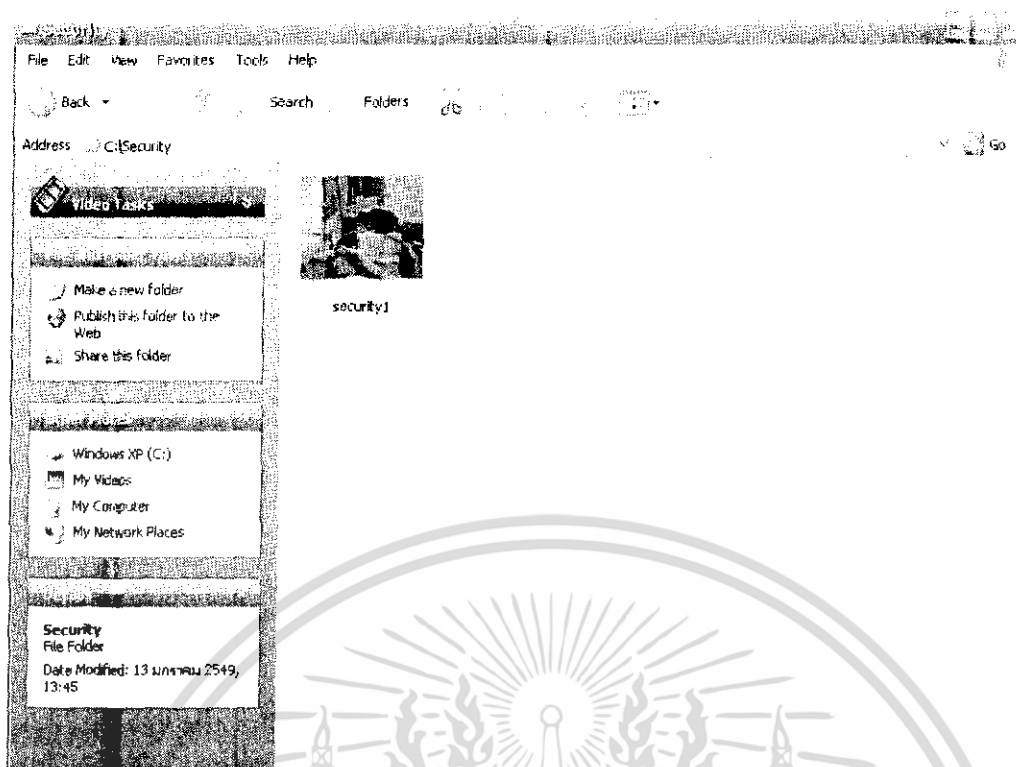 File Edit View Favorites Tools Help
Back Search Folders
Address C:\Security Go
Video Tasks
Make a new folder
Publish this folder to the
Web
Share this folder
Windows XP (C:)
My Videos
My Computer
My Network Places
Security
File Folder
Date Modified: 13 มกราคม 2549,
13:45
security1